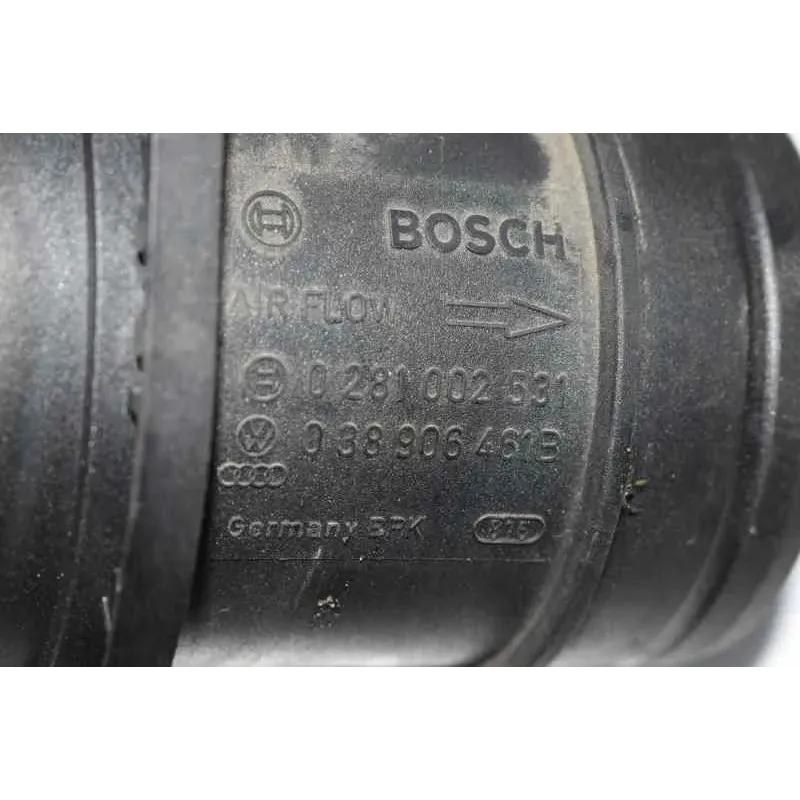 BOSCH
AIR FLOW
0 281 002 531
0 38 906 461B
Germany BPK